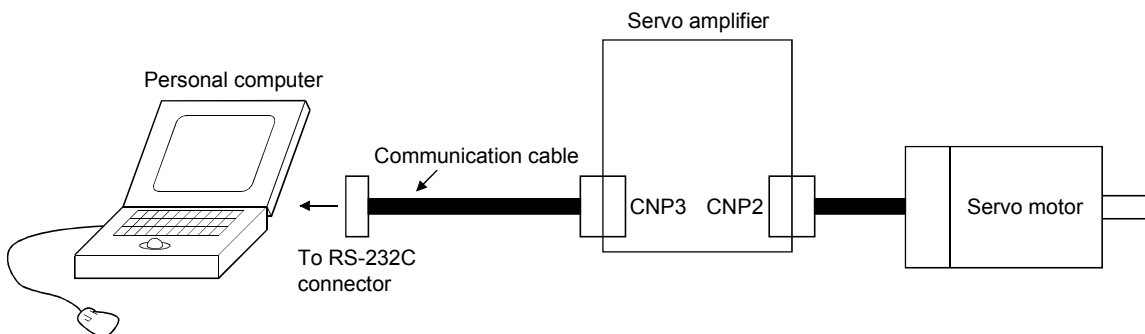 Servo amplifier
Personal computer
Communication cable
CNP3
CNP2
Servo motor
To RS-232C
connector